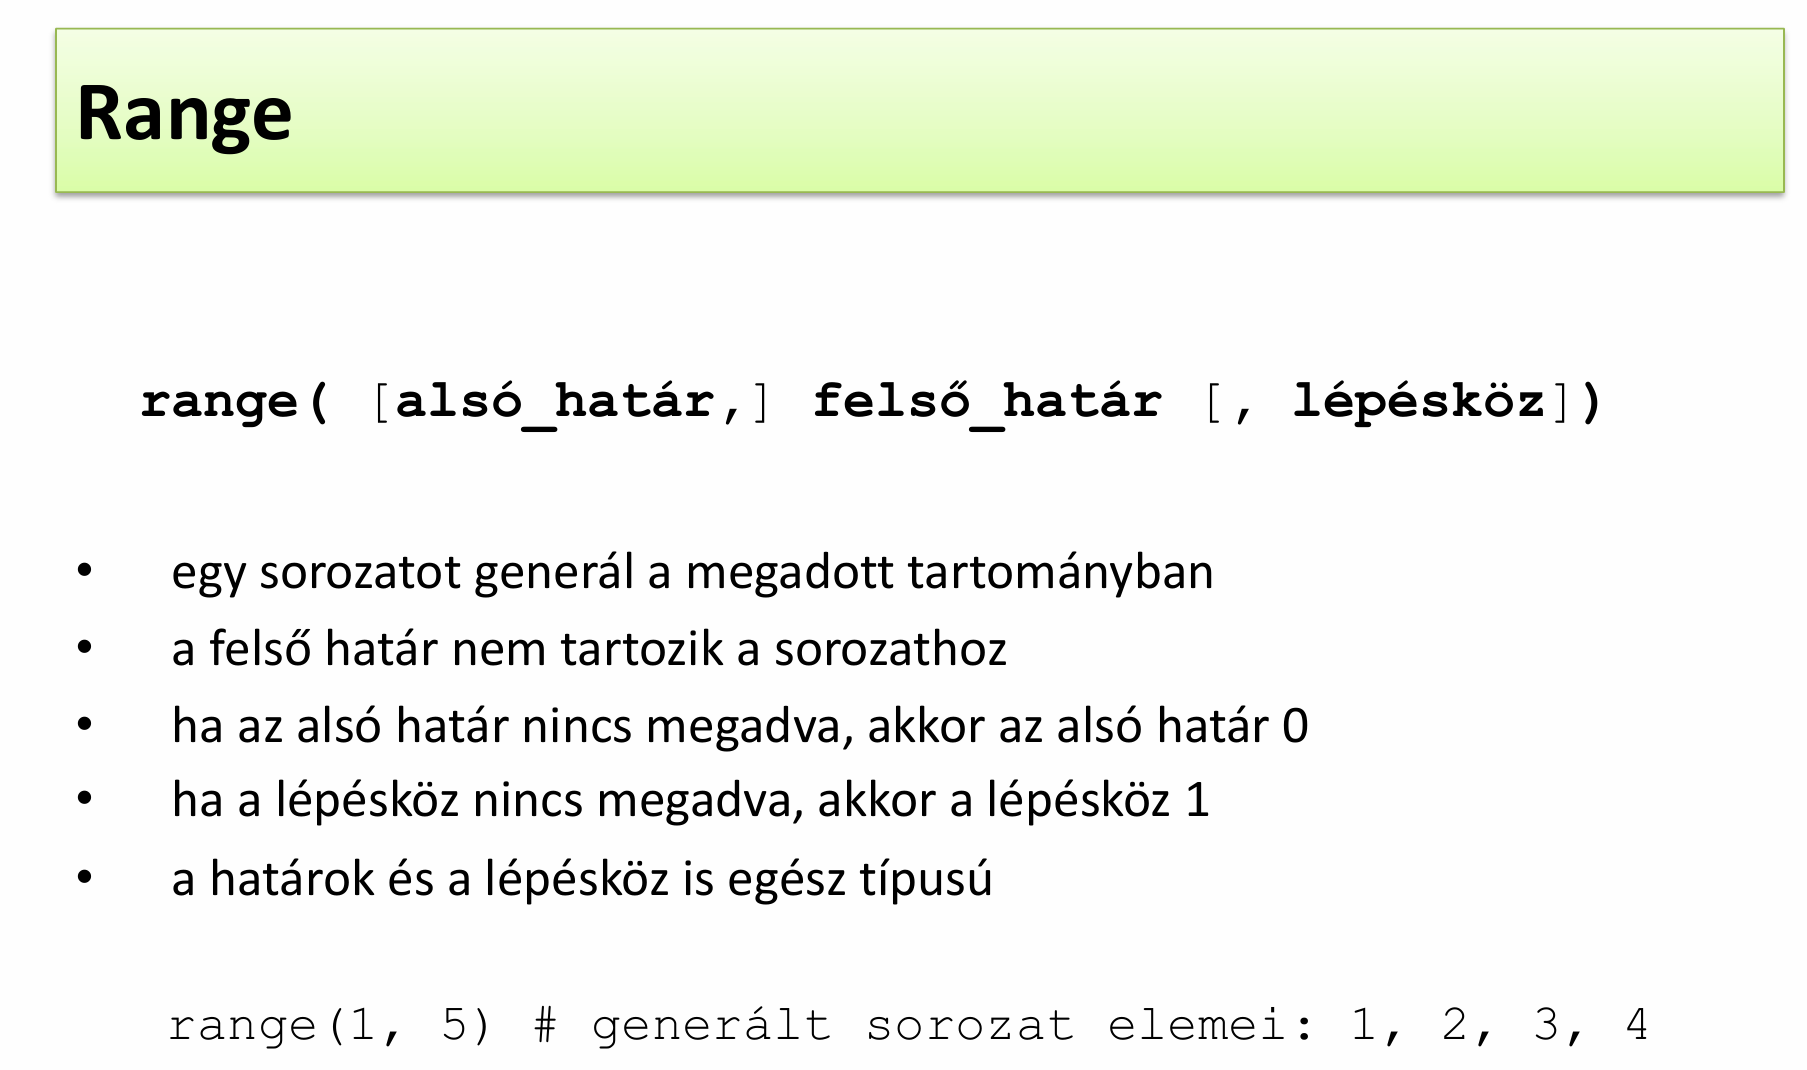 Range
range( [alsó_határ,] felső_határ [, lépésköz])
• egy sorozatot generál a megadott tartományban
• a felső határ nem tartozik a sorozathoz
• ha az alsó határ nincs megadva, akkor az alsó határ 0
• ha a lépésköz nincs megadva, akkor a lépésköz 1
• a határok és a lépésköz is egész típusú
range(1, 5) # generált sorozat elemei: 1, 2, 3, 4